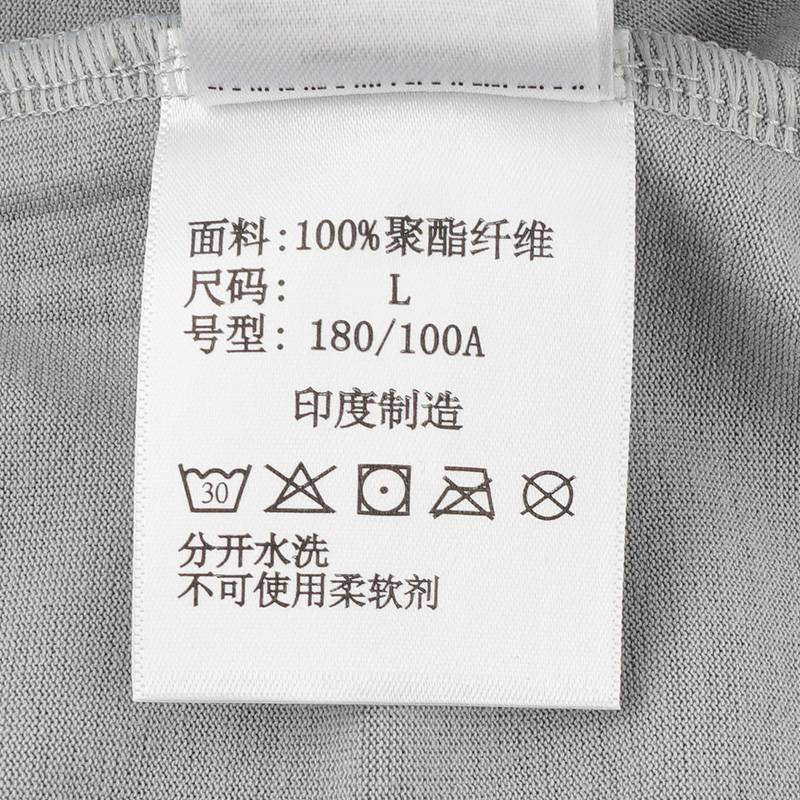 面料:100%聚酯纤维
尺码: L
号型: 180/100A
印度制造
30
分开水洗
不可使用柔软剂